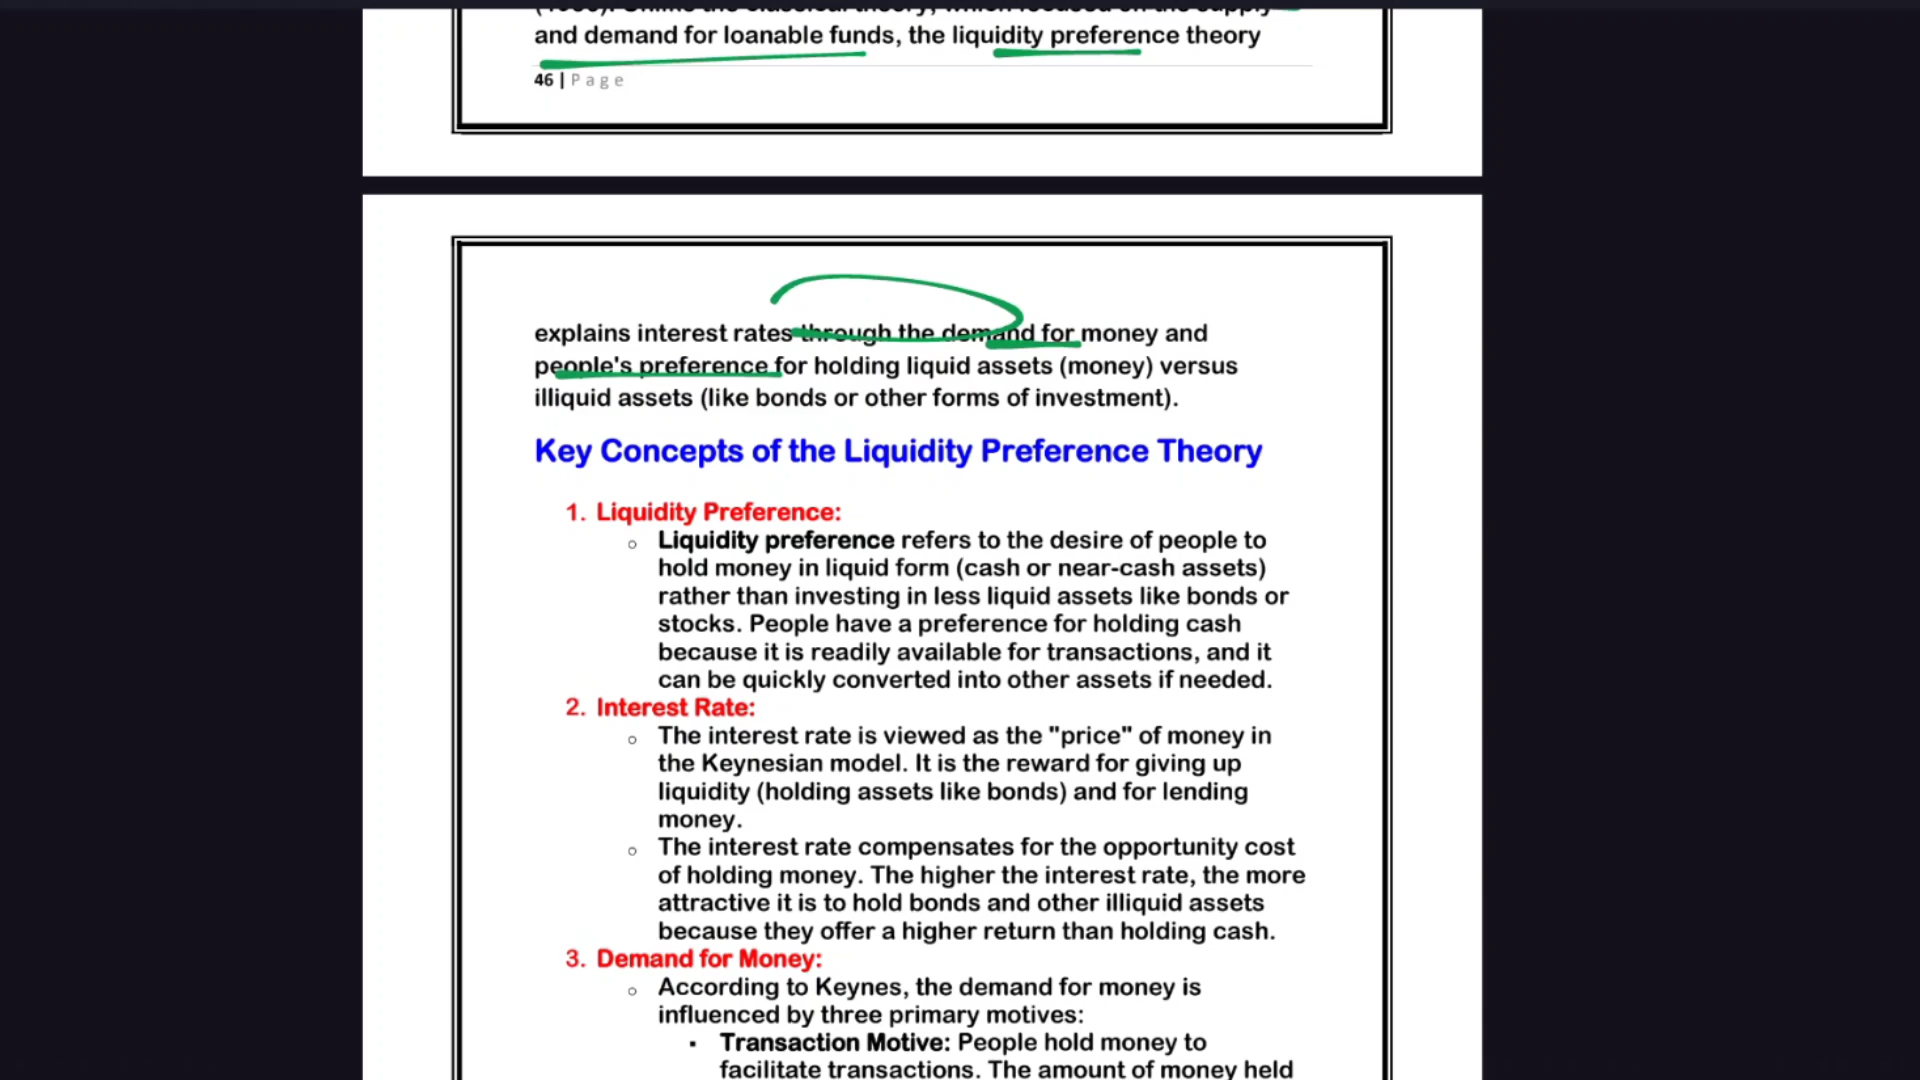 and demand for loanable funds, the liquidity preference theory
46 | Page
explains interest rates through the demand for money and
people's preference for holding liquid assets (money) versus
illiquid assets (like bonds or other forms of investment).
Key Concepts of the Liquidity Preference Theory
1. Liquidity Preference:
o Liquidity preference refers to the desire of people to
hold money in liquid form (cash or near-cash assets)
rather than investing in less liquid assets like bonds or
stocks. People have a preference for holding cash
because it is readily available for transactions, and it
can be quickly converted into other assets if needed.
2. Interest Rate:
o The interest rate is viewed as the "price" of money in
the Keynesian model. It is the reward for giving up
liquidity (holding assets like bonds) and for lending
money.
o The interest rate compensates for the opportunity cost
of holding money. The higher the interest rate, the more
attractive it is to hold bonds and other illiquid assets
because they offer a higher return than holding cash.
3. Demand for Money:
o According to Keynes, the demand for money is
influenced by three primary motives:
▪ Transaction Motive: People hold money to
facilitate transactions. The amount of money held